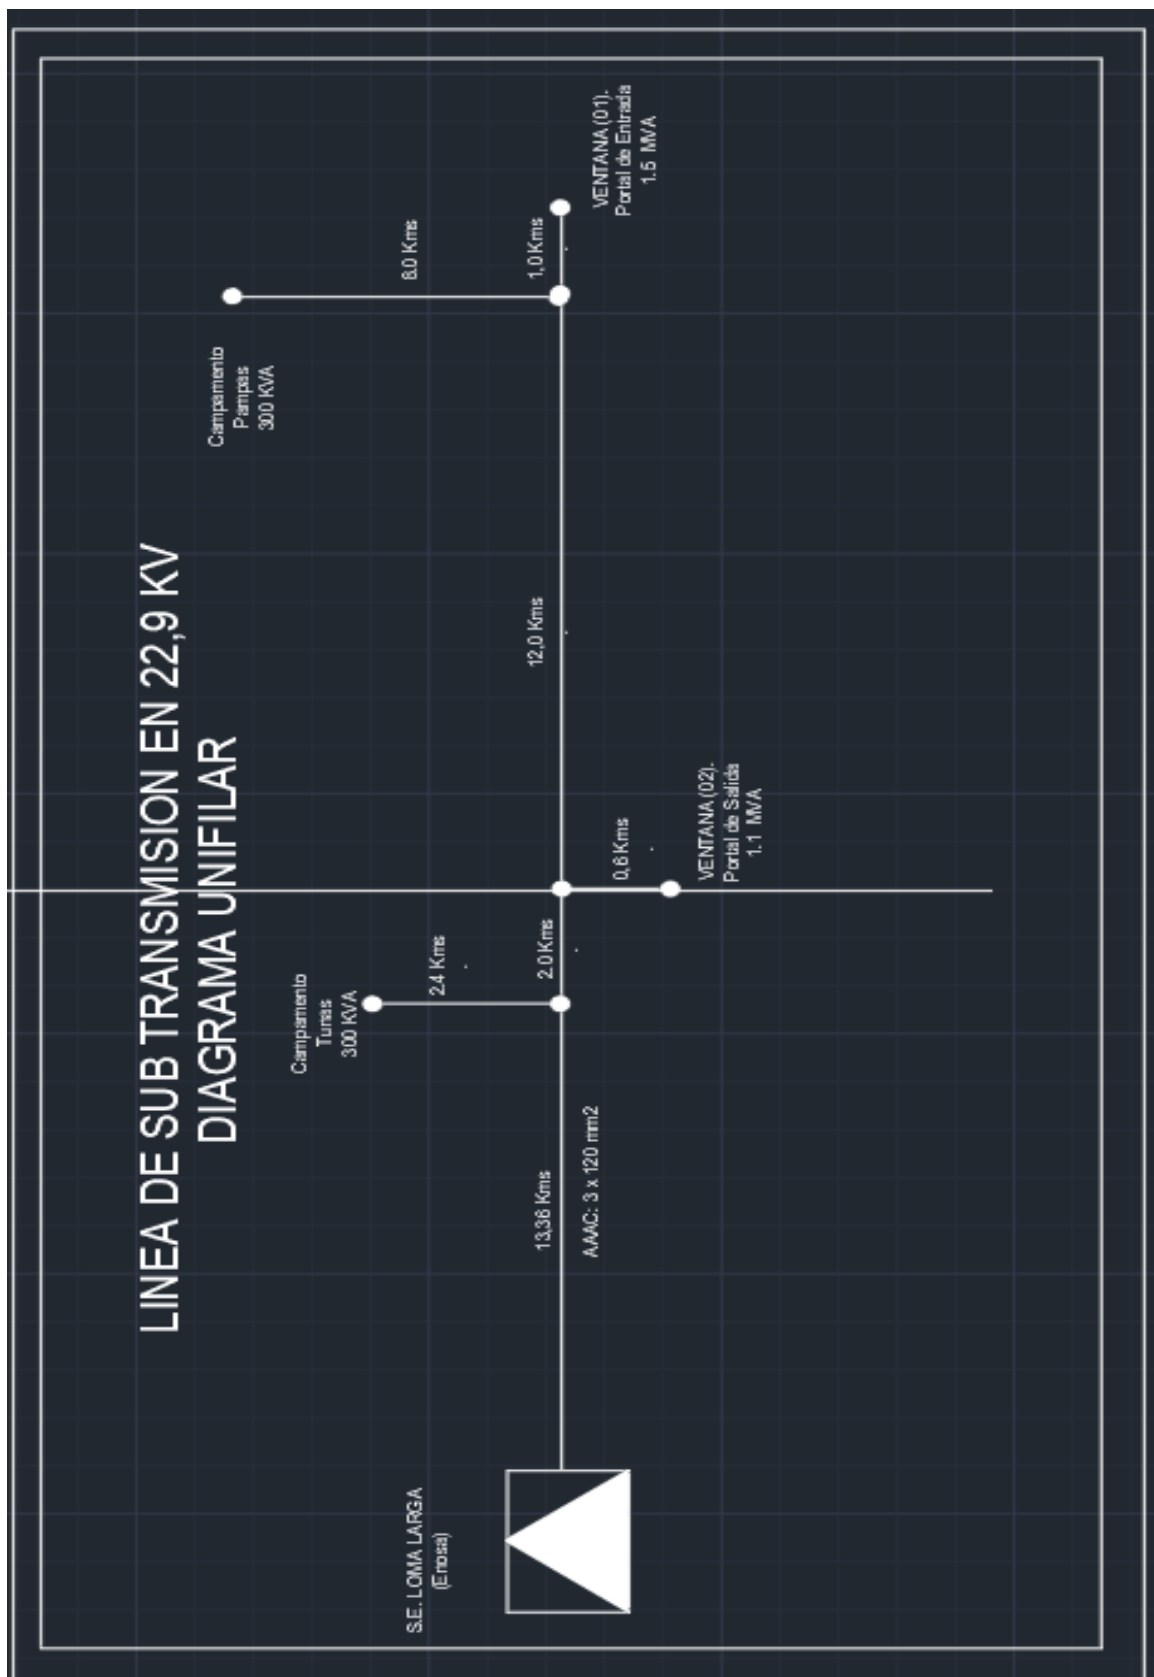 LINEA DE SUB TRANSMISION EN 22,9 KV
DIAGRAMA UNIFILAR
Campamento
Pampas
300 KVA
Campamento
Tunas
300 KVA
S.E. LOMA LARGA
(Enosa)
2.4 Kms
8.0 Kms
13,36 Kms
2.0 Kms
12,0 Kms
1,0 Kms
AAAC: 3 x 120 mm2
0,6 Kms
VENTANA (01).
Portal de Entrada
1.5 MVA
VENTANA (02).
Portal de Salida
1.1 MVA